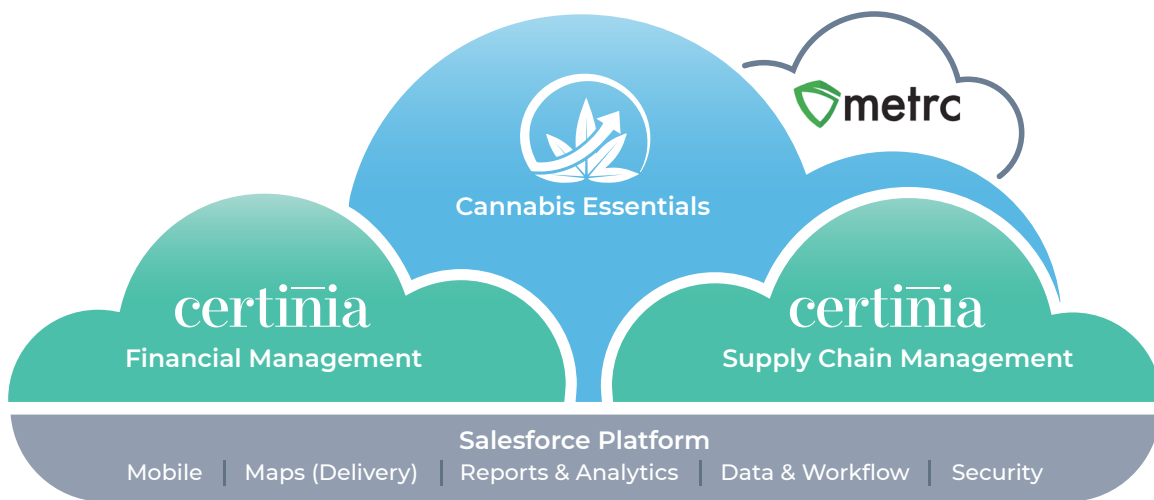 metrc
Cannabis Essentials
certinia
Financial Management
certinia
Supply Chain Management
Salesforce Platform
Mobile | Maps (Delivery) | Reports & Analytics | Data & Workflow | Security